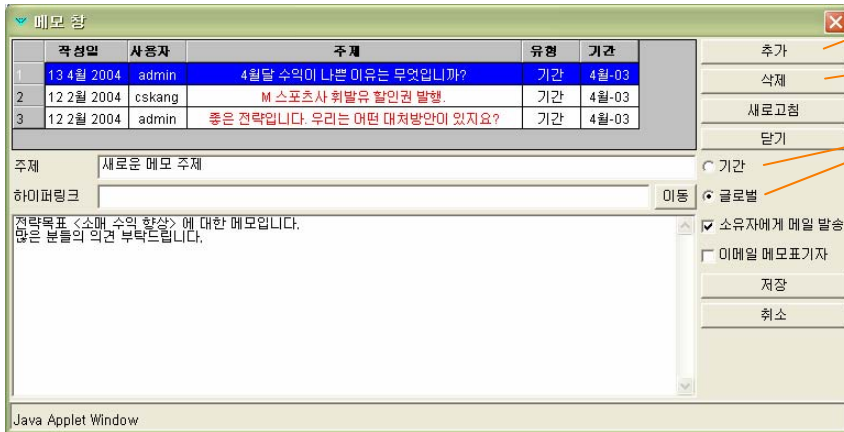 메모 창
작성일 사용자 주제 유형 기간
1 13 4월 2004 admin 4월달 수익이 나쁜 이유는 무엇입니까? 기간 4월-03
2 12 2월 2004 cskang M 스포츠사 휘발유 할인권 발행. 기간 4월-03
3 12 2월 2004 admin 좋은 전략입니다. 우리는 어떤 대처방안이 있지요? 기간 4월-03
추가
삭제
새로고침
닫기
주제 새로운 메모 주제
기간
하이퍼링크 이동
글로벌
전략목표 <소매 수익 향상> 에 대한 메모입니다.
많은 분들의 의견 부탁드립니다.
소유자에게 메일 발송
이메일 메모표기자
저장
취소
Java Applet Window